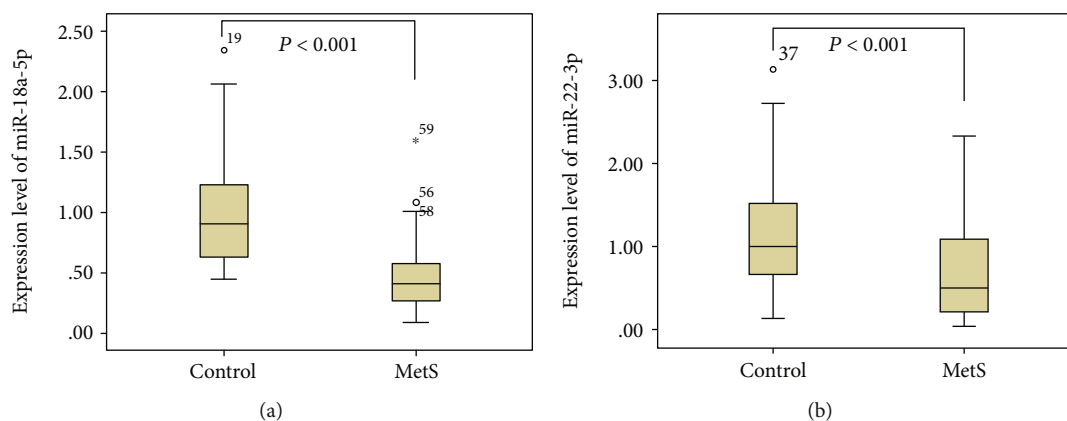 Expression level of miR-18a-5p
2.50
2.00
1.50
1.00
.50
.00
19
P < 0.001
*59
56
58
Control
MetS
(a)
Expression level of miR-22-3p
3.00
2.00
1.00
.00
37
P < 0.001
Control
MetS
(b)